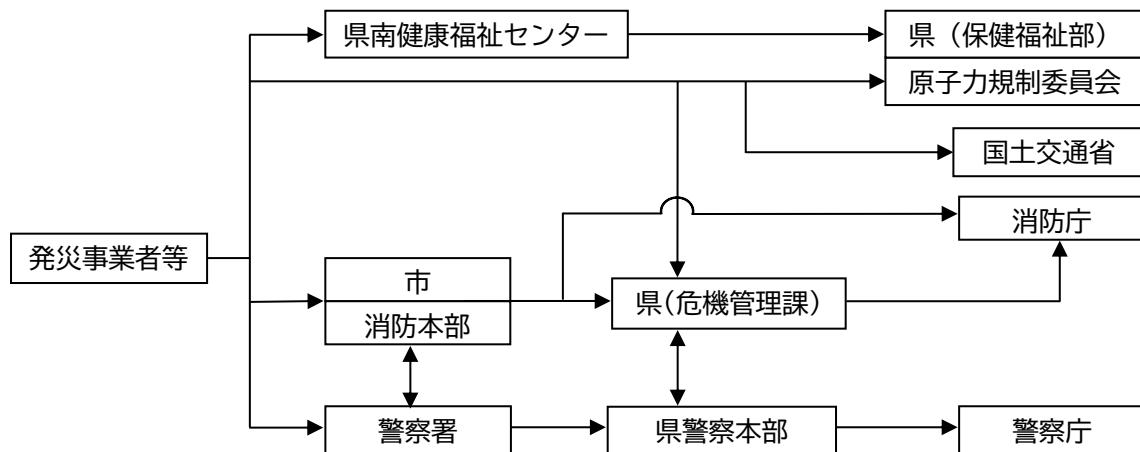 県南健康福祉センター
県（保健福祉部）
原子力規制委員会
国土交通省
消防庁
発災事業者等
市
消防本部
県（危機管理課）
警察署
県警察本部
警察庁